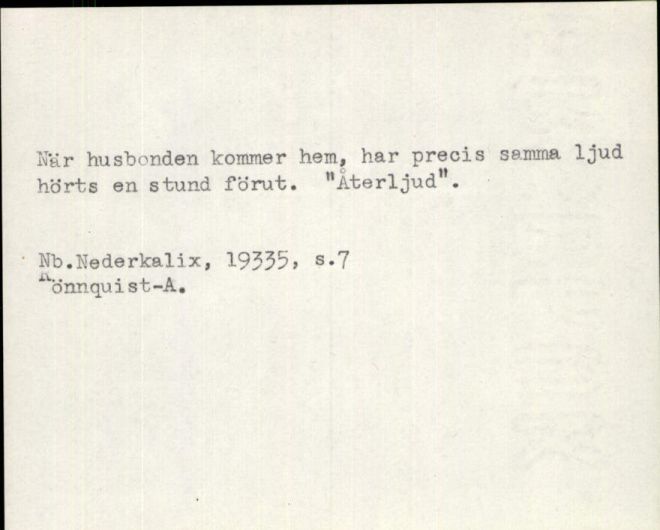 När husbonden kommer hem, har precis samma ljud
hörts en stund förut. "Återljud".
Nb.Nederkalix, 19335, s.7
Rönnquist-A.